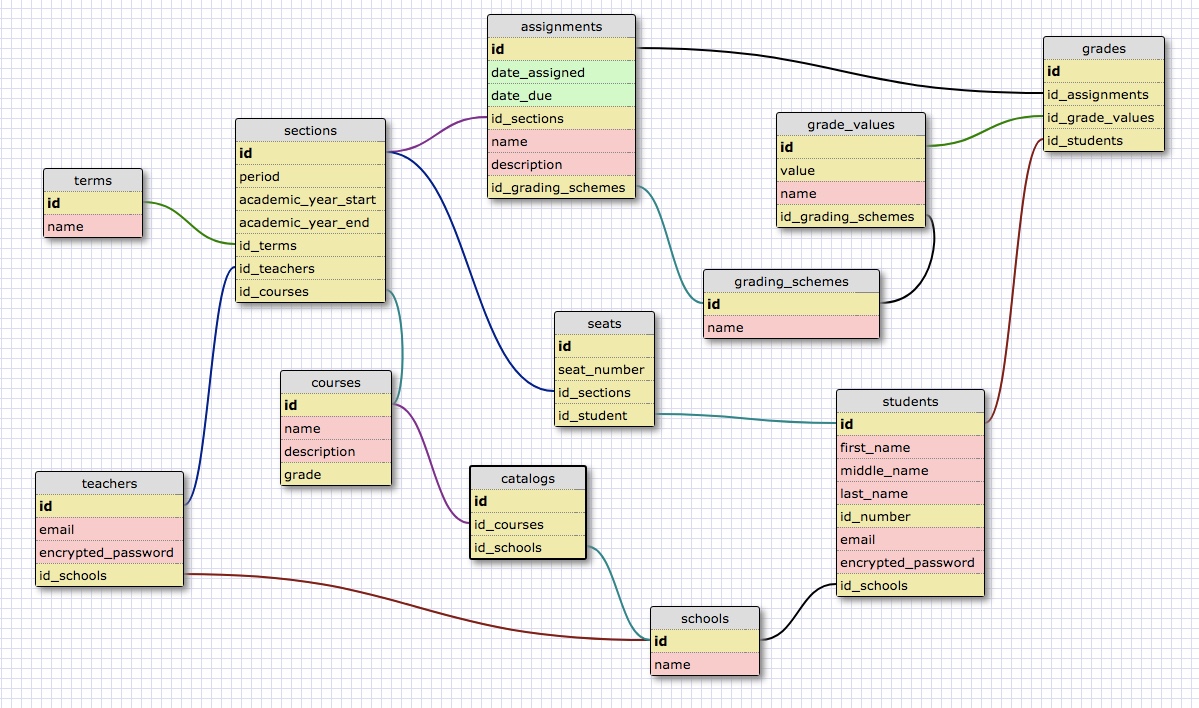 assignments
id
date_assigned
date_due
id_sections
name
description
id_grading_schemes
grades
id
id_assignments
id_grade_values
id_students
grade_values
id
value
name
id_grading_schemes
sections
id
period
academic_year_start
academic_year_end
id_terms
id_teachers
id_courses
terms
id
name
grading_schemes
id
name
seats
id
seat_number
id_sections
id_student
courses
id
name
description
grade
students
id
first_name
middle_name
last_name
id_number
email
encrypted_password
id_schools
catalogs
id
id_courses
id_schools
teachers
id
email
encrypted_password
id_schools
schools
id
name